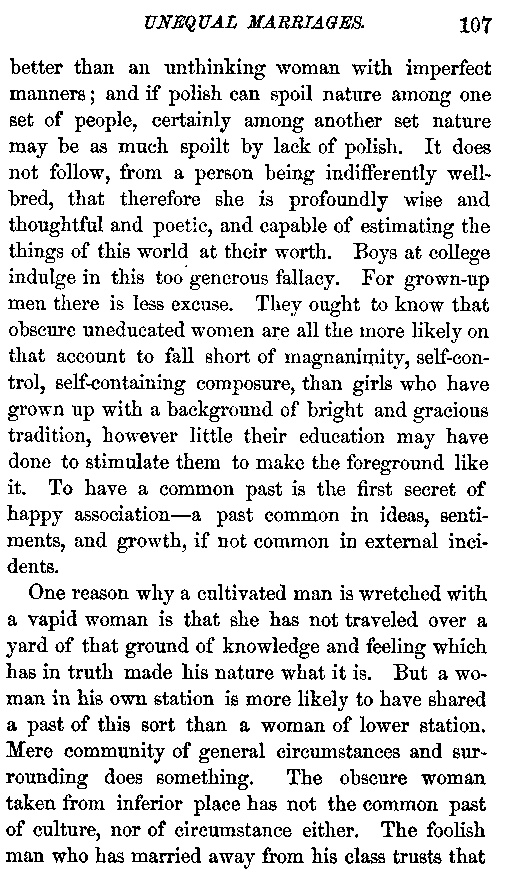 UNEQUAL MARRIAGES. 107
better than an unthinking woman with imperfect
manners; and if polish can spoil nature among one
set of people, certainly among another set nature
may be as much spoilt by lack of polish. It does
not follow, from a person being indifferently well-
bred, that therefore she is profoundly wise and
thoughtful and poetic, and capable of estimating the
things of this world at their worth. Boys at college
indulge in this too generous fallacy. For grown-up
men there is less excuse. They ought to know that
obscure uneducated women are all the more likely on
that account to fall short of magnanimity, self-con-
trol, self-containing composure, than girls who have
grown up with a background of bright and gracious
tradition, however little their education may have
done to stimulate them to make the foreground like
it. To have a common past is the first secret of
happy association—a past common in ideas, senti-
ments, and growth, if not common in external inci-
dents.
One reason why a cultivated man is wretched with
a vapid woman is that she has not traveled over a
yard of that ground of knowledge and feeling which
has in truth made his nature what it is. But a wo-
man in his own station is more likely to have shared
a past of this sort than a woman of lower station.
Mere community of general circumstances and sur-
rounding does something. The obscure woman
taken from inferior place has not the common past
of culture, nor of circumstance either. The foolish
man who has married away from his class trusts that